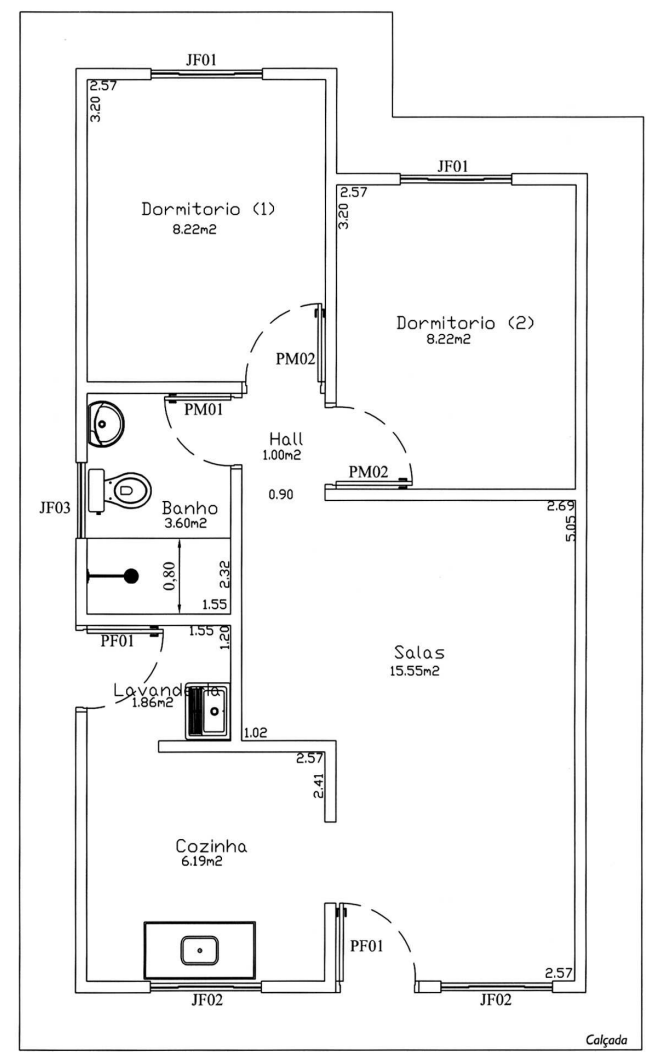 JF01
2.57
3.20
Dormitorio (1)
8.22m2
JF01
2.57
3.20
Dormitorio (2)
8.22m2
PM02
PM01
Hall
1.00m2
PM02
0.90
JF03
Banho
3.60m2
2.69
5.05
0,80
2.32
1.55
PF01
1.55
1.20
Lavanderia
1.86m2
Salas
15.55m2
1.02
2.57
2.41
Cozinha
6.19m2
PF01
2.57
JF02
JF02
Calçada